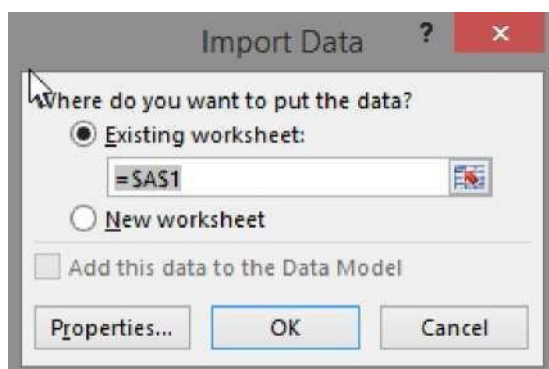 Import Data ? ×
Where do you want to put the data?
Existing worksheet:
=$A$1
New worksheet
Add this data to the Data Model
Properties... OK Cancel